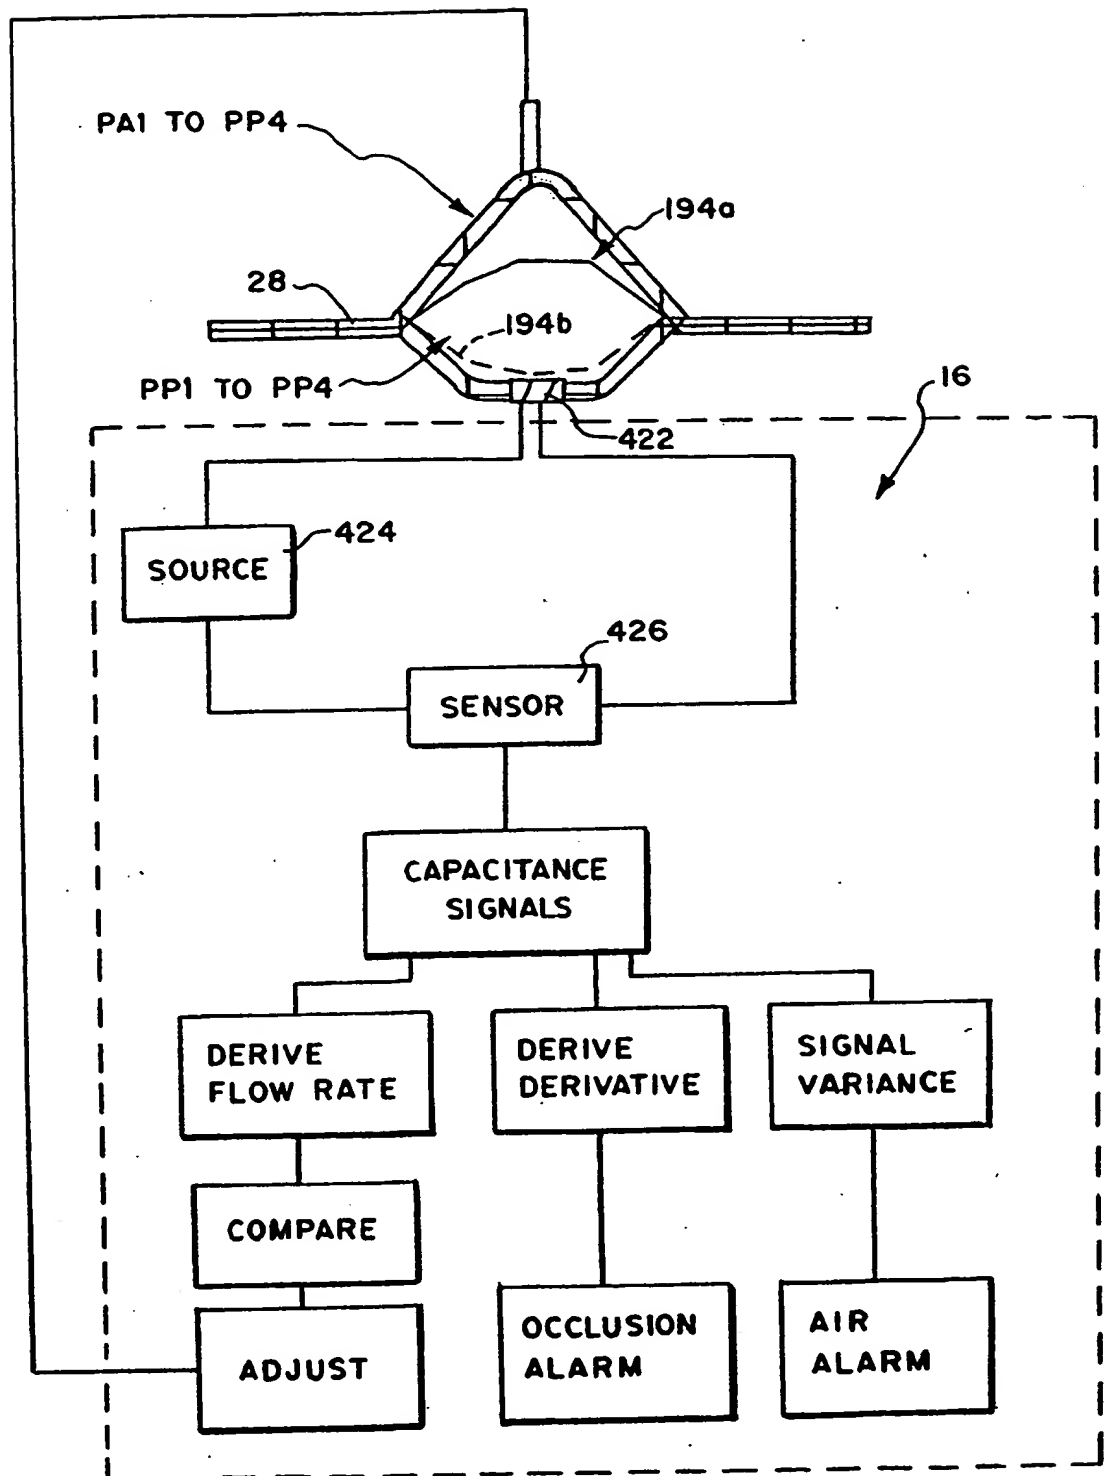 PA1 TO PP4
194a
28
194b
PP1 TO PP4
16
422
424
SOURCE
426
SENSOR
CAPACITANCE
SIGNALS
DERIVE
FLOW RATE
DERIVE
DERIVATIVE
SIGNAL
VARIANCE
COMPARE
OCCLUSION
ALARM
AIR
ALARM
ADJUST